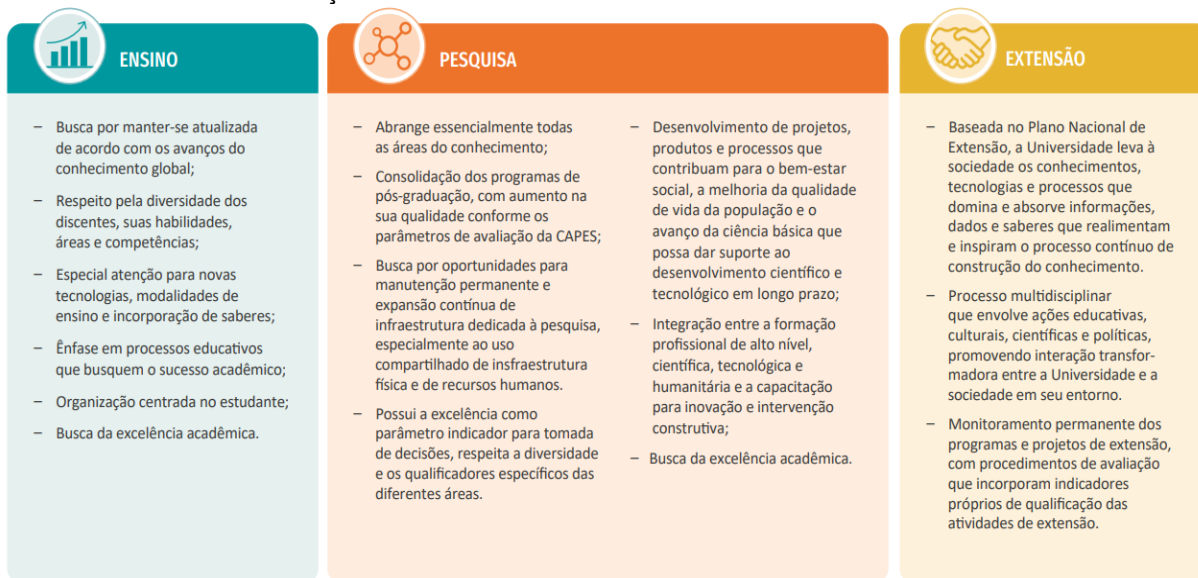 ENSINO
– Busca por manter-se atualizada
de acordo com os avanços do
conhecimento global;
– Respeito pela diversidade dos
discentes, suas habilidades,
áreas e competências;
– Especial atenção para novas
tecnologias, modalidades de
ensino e incorporação de saberes;
– Ênfase em processos educativos
que busquem o sucesso acadêmico;
– Organização centrada no estudante;
– Busca da excelência acadêmica.
PESQUISA
– Abrange essencialmente todas
as áreas do conhecimento;
– Consolidação dos programas de
pós-graduação, com aumento na
sua qualidade conforme os
parâmetros de avaliação da CAPES;
– Busca por oportunidades para
manutenção permanente e
expansão contínua de
infraestrutura dedicada à pesquisa,
especialmente ao uso
compartilhado de insfraestrutura
física e de recursos humanos.
– Possui a excelência como
parâmetro indicador para tomada
de decisões, respeita a diversidade
e os qualificadores específicos das
diferentes áreas.
– Desenvolvimento de projetos,
produtos e processos que
contribuam para o bem-estar
social, a melhoria da qualidade
de vida da população e o
avanço da ciência básica que
possa dar suporte ao
desenvolvimento científico e
tecnológico em longo prazo;
– Integração entre a formação
profissional de alto nível,
científica, tecnológica e
humanitária e a capacitação
para inovação e intervenção
construtiva;
– Busca da excelência acadêmica.
EXTENSÃO
– Baseada no Plano Nacional de
Extensão, a Universidade leva à
sociedade os conhecimentos,
tecnologias e processos que
domina e absorve informações,
dados e saberes que realimentam
e inspiram o processo contínuo de
construção do conhecimento.
– Processo multidisciplinar
que envolve ações educativas,
culturais, científicas e políticas,
promovendo interação transfor-
madora entre a Universidade e a
sociedade em seu entorno.
– Monitoramento permanente dos
programas e projetos de extensão,
com procedimentos de avaliação
que incorporam indicadores
próprios de qualificação das
atividades de extensão.